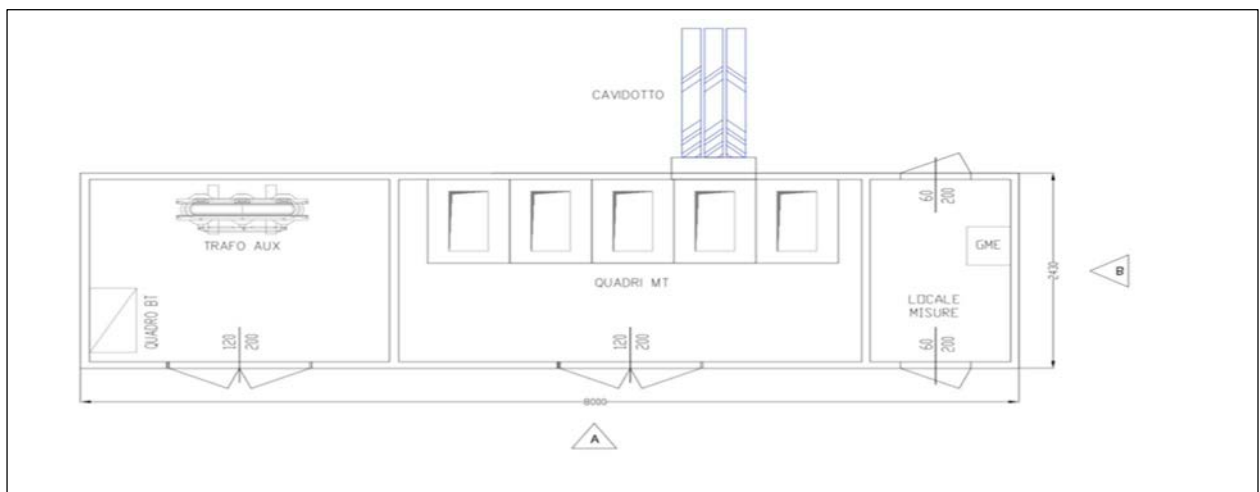 CAVIDOTTO
60
200
TRAFO AUX
GME
2430
B
QUADRI MT
QUADRO BT
LOCALE
MISURE
120
200
120
200
60
200
8000
A